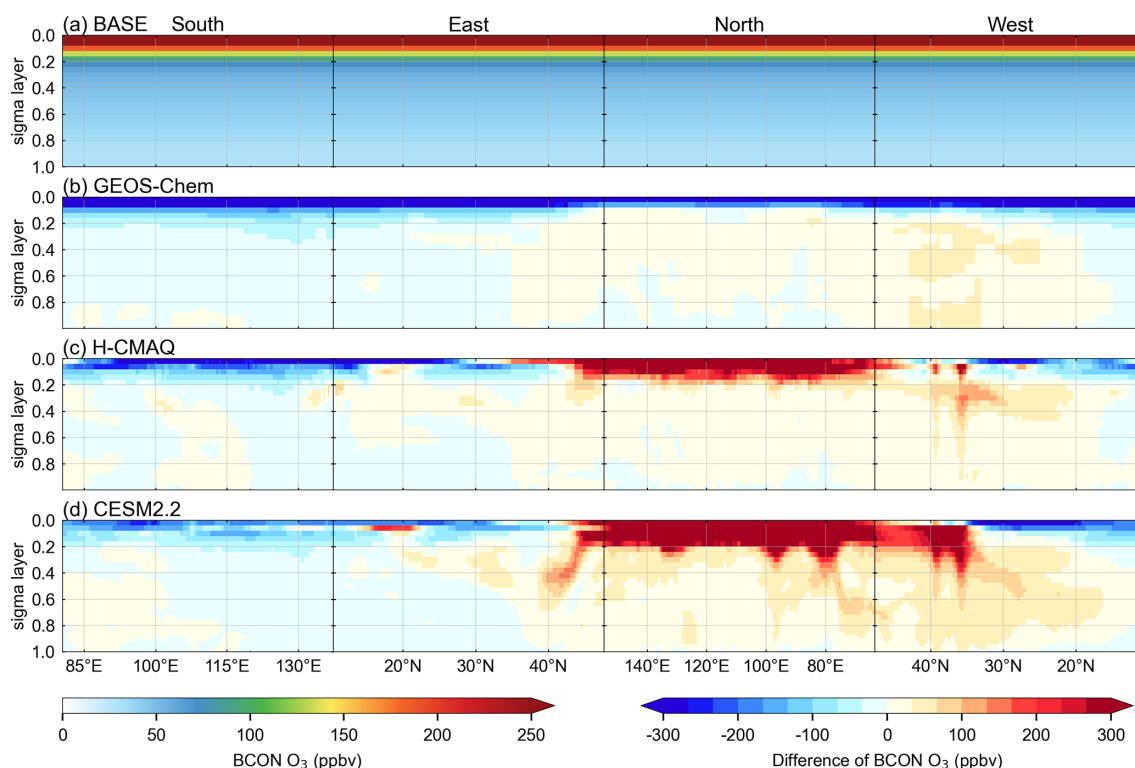 (a) BASE South East North West
0.0
0.2
0.4
0.6
0.8
1.0
sigma layer
(b) GEOS-Chem
0.0
0.2
0.4
0.6
0.8
sigma layer
(c) H-CMAQ
0.0
0.2
0.4
0.6
0.8
sigma layer
(d) CESM2.2
0.0
0.2
0.4
0.6
0.8
1.0
sigma layer
85°E 100°E 115°E 130°E 20°N 40°N 140°E 120°E 100°E 80°E 40°N 30°N 20°N
0 50 100 150 200 250
BCON O₃ (ppbv)
-300 -200 -100 0 100 200 300
Difference of BCON O₃ (ppbv)